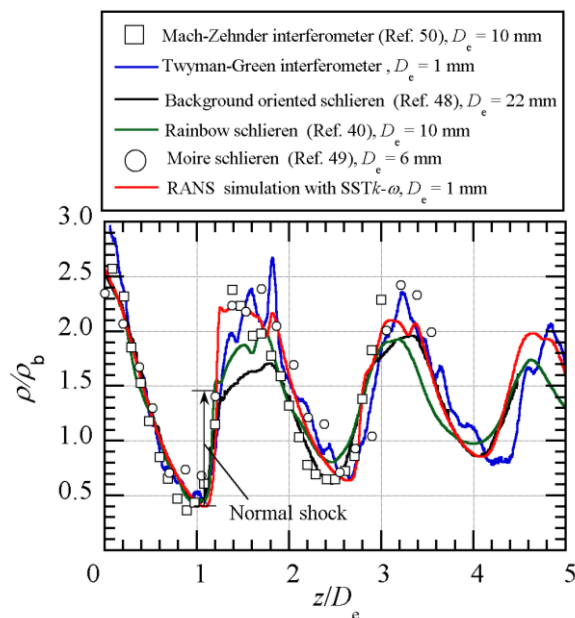 Mach-Zehnder interferometer (Ref. 50), De = 10 mm
Twyman-Green interferometer , De = 1 mm
Background oriented schlieren (Ref. 48), De = 22 mm
Rainbow schlieren (Ref. 40), De = 10 mm
Moire schlieren (Ref. 49), De = 6 mm
RANS simulation with SSTk-ω, De = 1 mm
3.0
2.5
2.0
ρ/ρb
1.5
1.0
0.5
Normal shock
0 1 2 3 4 5
z/De